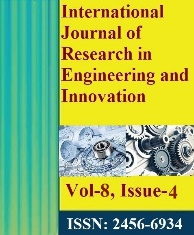 International
Journal of
Research in
Engineering and
Innovation
Vol-8, Issue-4
ISSN: 2456-6934